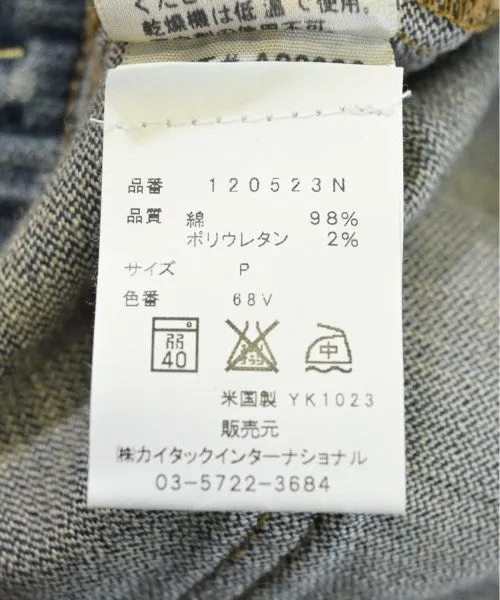 乾燥機は低温で使用。
品番 120523N
品質 綿 98%
ポリウレタン 2%
サイズ P
色番 68V
弱 40 中
米国製 YK1023
販売元
㈱カイタックインターナショナル
03-5722-3684